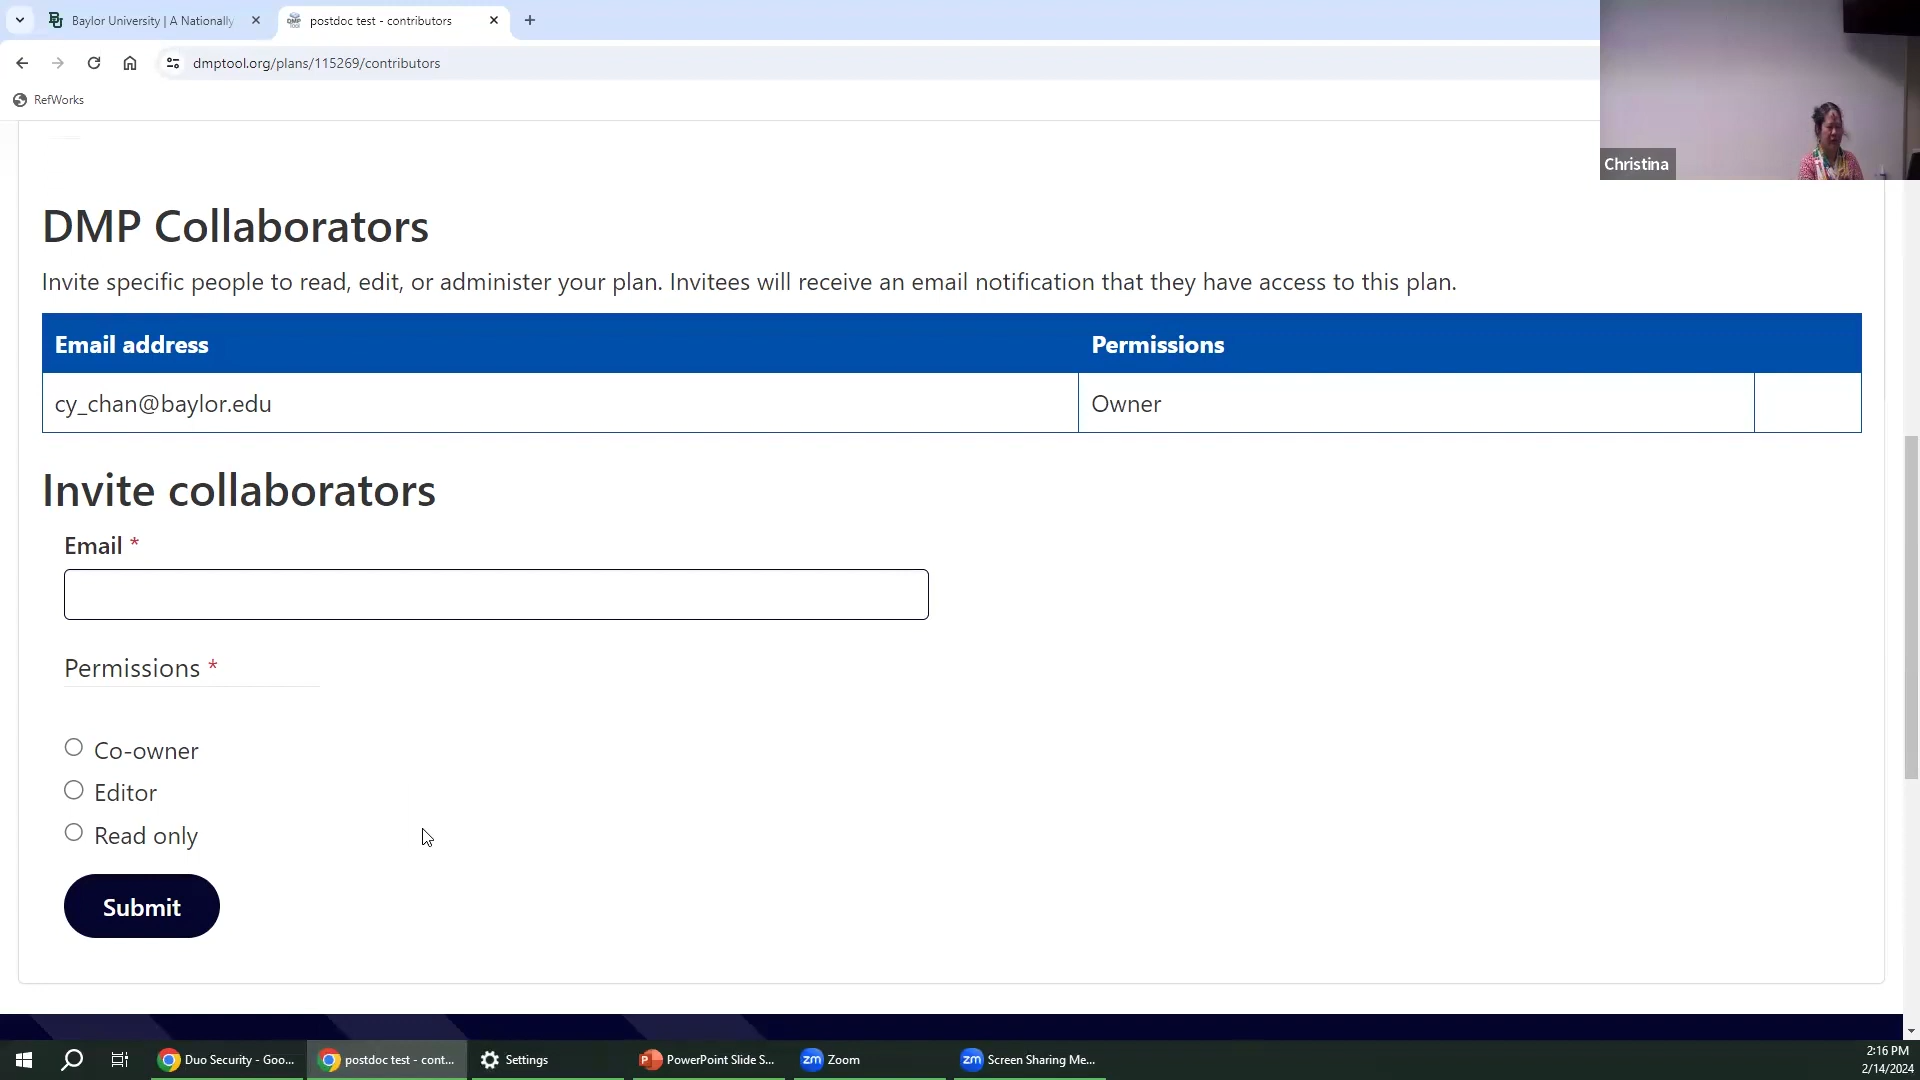 Baylor University | A Nationally
postdoc test - contributors
dmptool.org/plans/115269/contributors
RefWorks
Christina
DMP Collaborators
Invite specific people to read, edit, or administer your plan. Invitees will receive an email notification that they have access to this plan.
Email address Permissions
cy_chan@baylor.edu Owner
Invite collaborators
Email *
Permissions *
Co-owner
Editor
Read only
Submit
Duo Security - Goo...
postdoc test - cont...
Settings
PowerPoint Slide S...
zm Zoom
zm Screen Sharing Me...
2:16 PM
2/14/2024